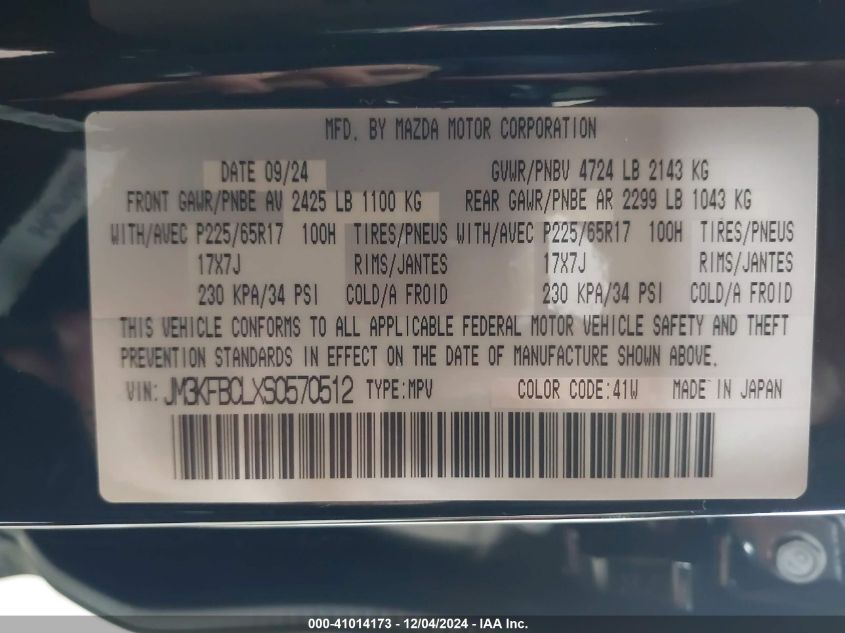 MFD. BY MAZDA MOTOR CORPORATION
DATE 09/24 GVWR/PNBV 4724 LB 2143 KG
FRONT GAWR/PNBE AV 2425 LB 1100 KG REAR GAWR/PNBE AR 2299 LB 1043 KG
WITH/AVEC P225/65R17 100H TIRES/PNEUS WITH/AVEC P225/65R17 100H TIRES/PNEUS
17X7J RIMS/JANTES 17X7J RIMS/JANTES
230 KPA/34 PSI COLD/A FROID 230 KPA/34 PSI COLD/A FROID
THIS VEHICLE CONFORMS TO ALL APPLICABLE FEDERAL MOTOR VEHICLE SAFETY AND THEFT
PREVENTION STANDARDS IN EFFECT ON THE DATE OF MANUFACTURE SHOWN ABOVE.
VIN: JM3KFBCLXS0570512 TYPE:MPV COLOR CODE:41W MADE IN JAPAN
000-41014173 - 12/04/2024 - IAA Inc.